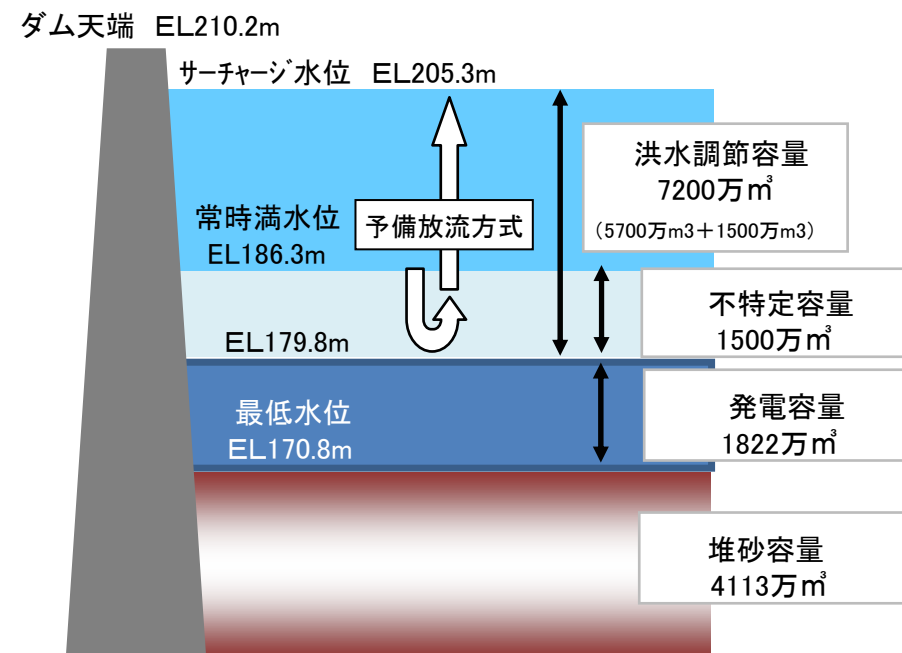 ダム天端　EL210.2m
サーチャージ水位　EL205.3m
洪水調節容量
7200万㎥
（5700万m3＋1500万m3）
常時満水位
EL186.3m
予備放流方式
不特定容量
1500万㎥
EL179.8m
発電容量
1822万㎥
最低水位
EL170.8m
堆砂容量
4113万㎥